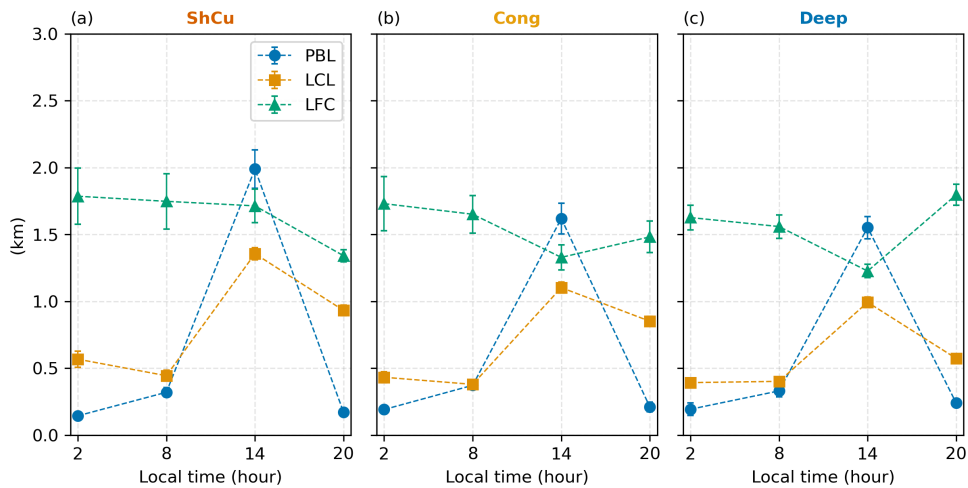 (a) ShCu (b) Cong (c) Deep
3.0
2.5
2.0
1.5
1.0
0.5
0.0
(km)
PBL
LCL
LFC
2 8 14 20 2 8 14 20 2 8 14 20
Local time (hour) Local time (hour) Local time (hour)